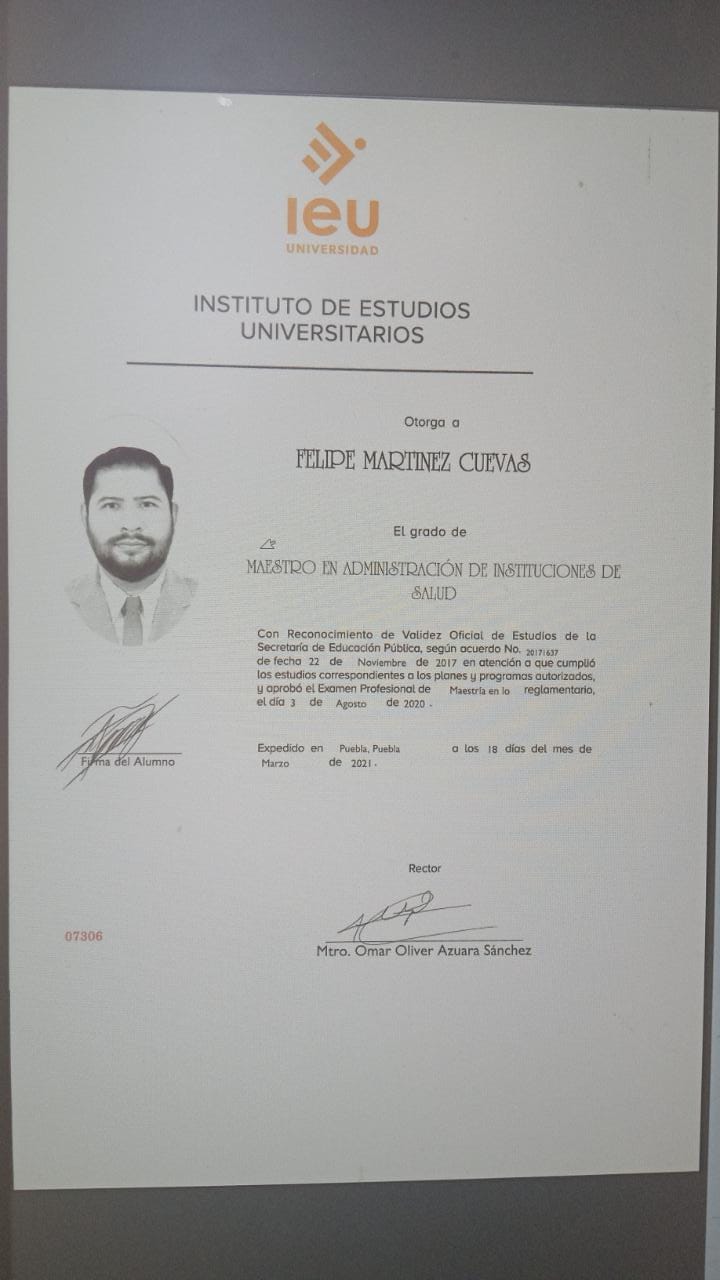 ieu
UNIVERSIDAD
INSTITUTO DE ESTUDIOS
UNIVERSITARIOS
Otorga a
FELIPE MARTINEZ CUEVAS
El grado de
MAESTRO EN ADMINISTRACIÓN DE INSTITUCIONES DE
SALUD
Con Reconocimiento de Validez Oficial de Estudios de la
Secretaría de Educación Pública, según acuerdo No. 20171637
de fecha 22 de Noviembre de 2017 en atención a que cumplió
los estudios correspondientes a los planes y programas autorizados,
y aprobó el Examen Profesional de Maestría en lo reglamentario,
el día 3 de Agosto de 2020.
Expedido en Puebla, Puebla a los 18 días del mes de
Marzo de 2021.
Firma del Alumno
Rector
07306
Mtro. Omar Oliver Azuara Sánchez